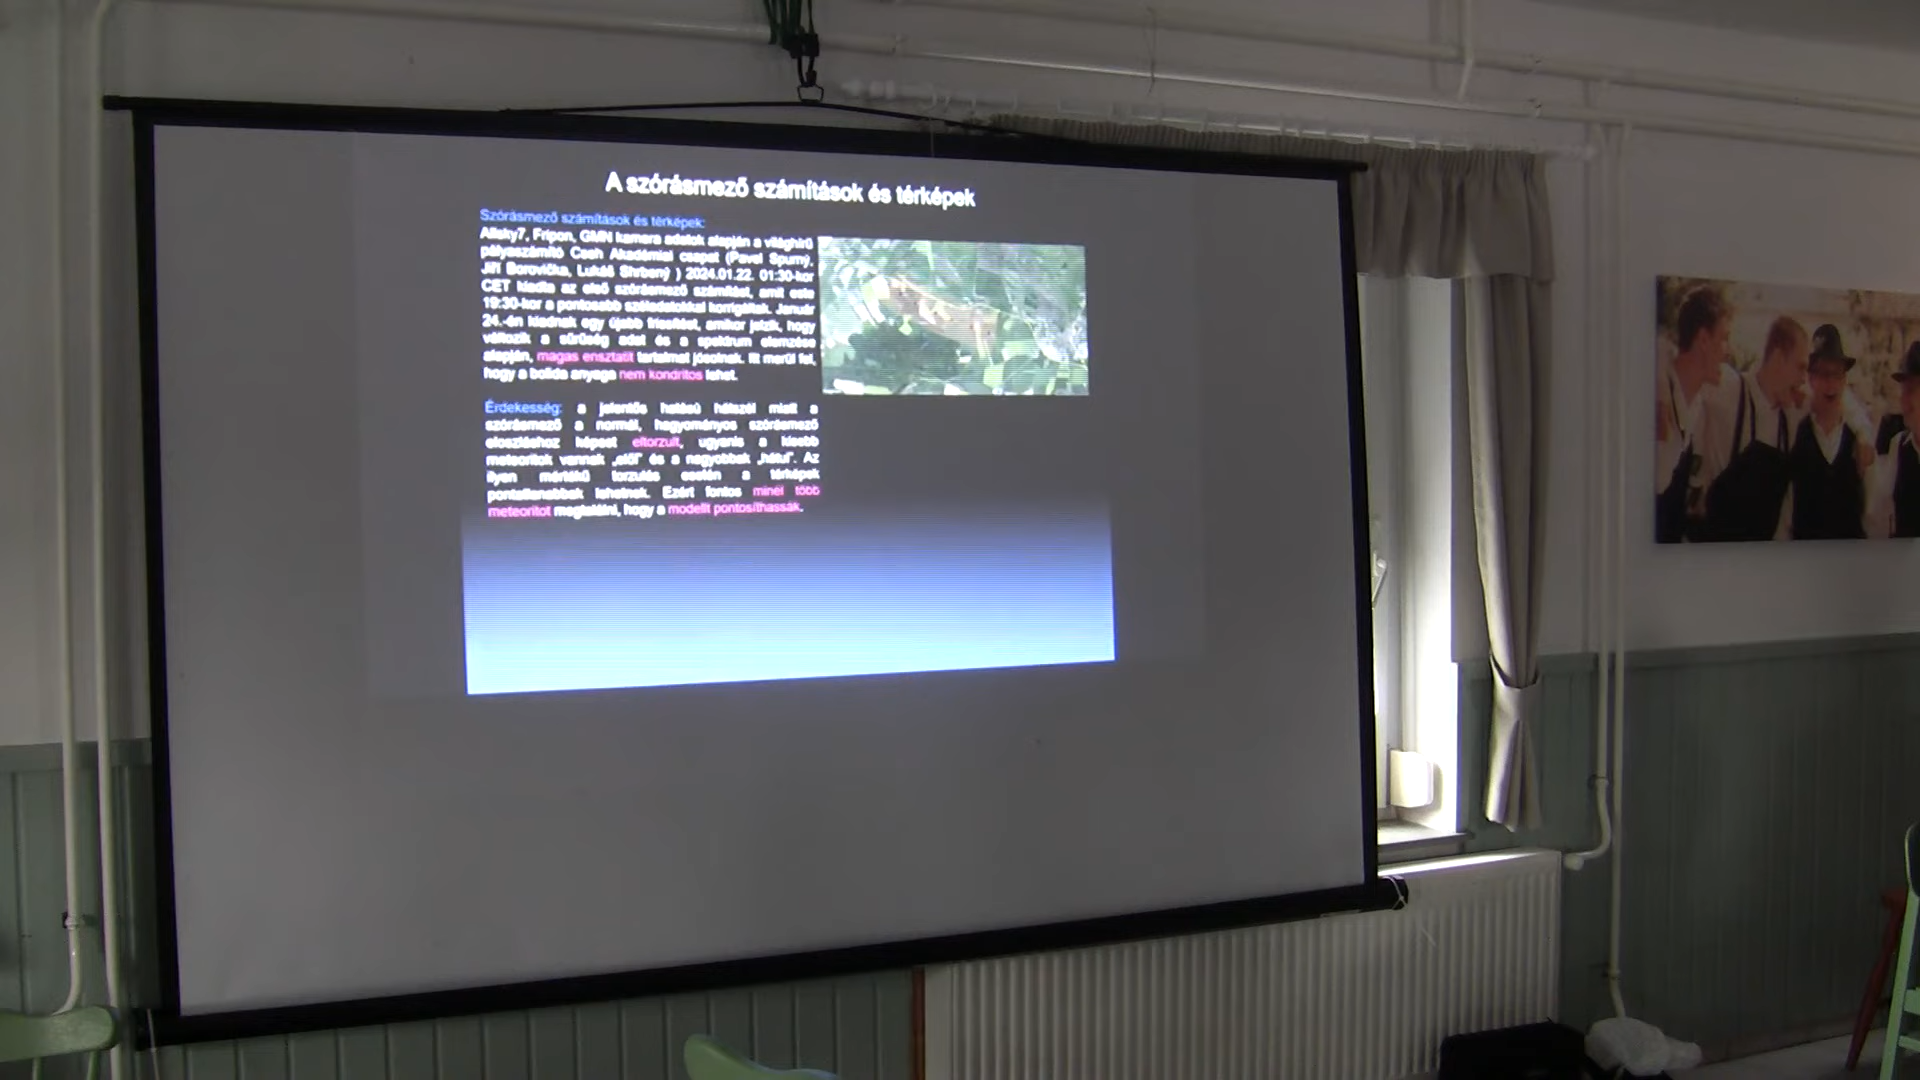 A szórásmező számítások és térképek
Szórásmező számítások és térképek:
Allsky7, Fripon, GMN kamera adatok alapján a világhírű
pályaszámító Cseh Akadémiai csapat (Pavel Spurný,
Jiří Borovička, Lukáš Shrbený ) 2024.01.22. 01:30-kor
CET kiadta az első szórásmező számítást, amit este
19:30-kor a pontosabb széladatokkal korrigáltak. Január
24.-én kiadnak egy újabb frissítést, amikor jelzik, hogy
változik a sűrűség adat és a spektrum elemzése
alapján, magas ensztatit tartalmat jósolnak. Itt merül fel,
hogy a bolida anyaga nem kondritos lehet.
Érdekesség: a jelentős hatású hátszél miatt a
szórásmező a normál, hagyományos szórásmező
eloszláshoz képest eltorzult, ugyanis a kisebb
meteoritok vannak „elöl” és a nagyobbak „hátul”. Az
ilyen mértékű torzulás esetén a térképek
pontatlanabbak lehetnek. Ezért fontos minél több
meteoritot megtalálni, hogy a modellt pontosíthassák.